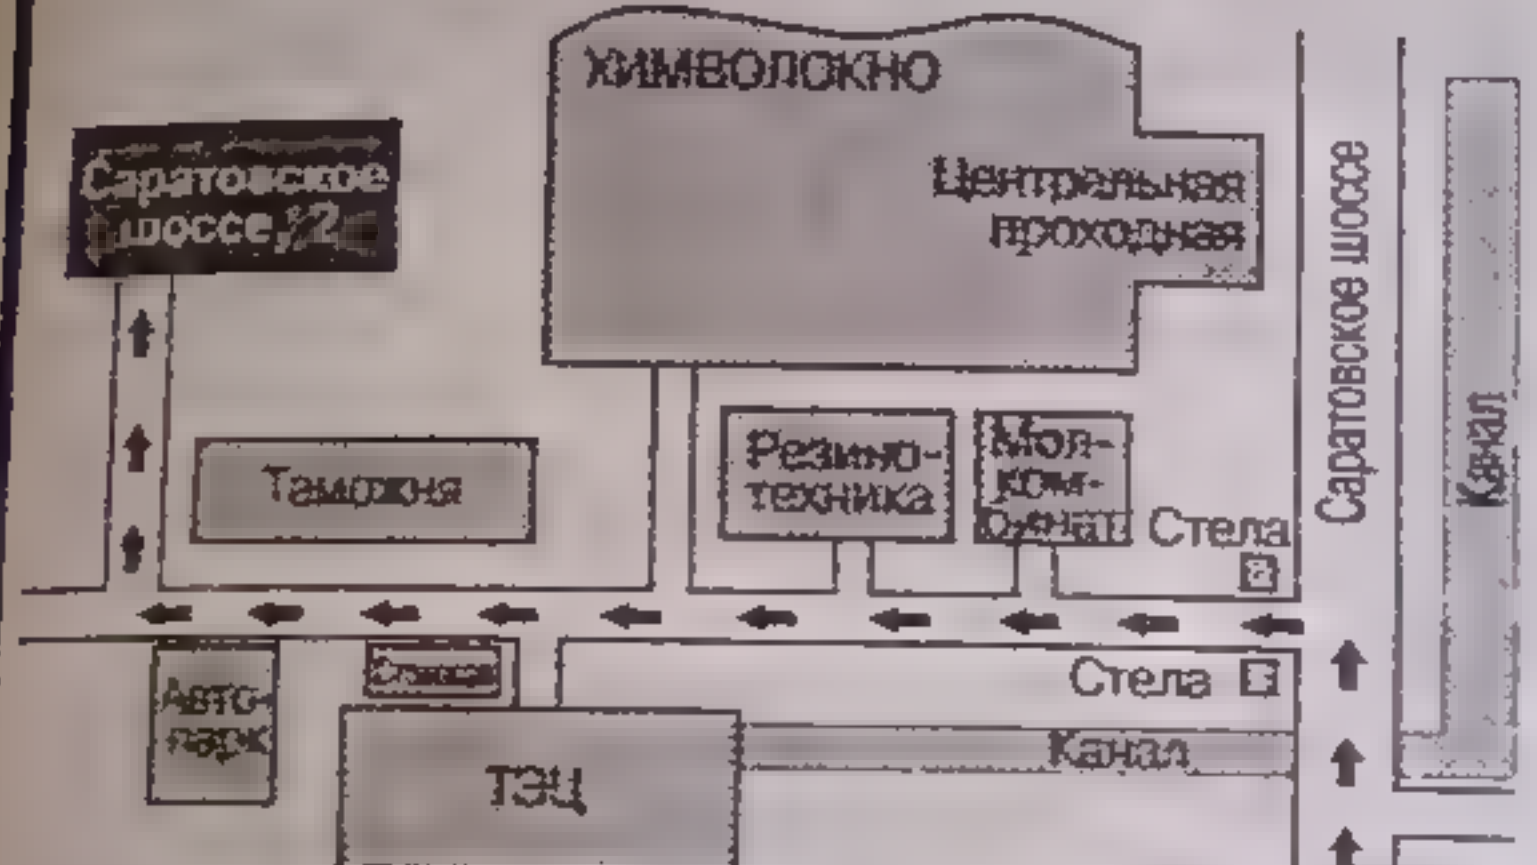 ХИМВОЛОКНО
Саратовское
шоссе, 2
Центральная
проходная
Саратовское шоссе
Канал
Таможня
Резино-
техника
Мол-
ком-
бинат
Стела
Стела
Авто-
парк
Канал
ТЭЦ